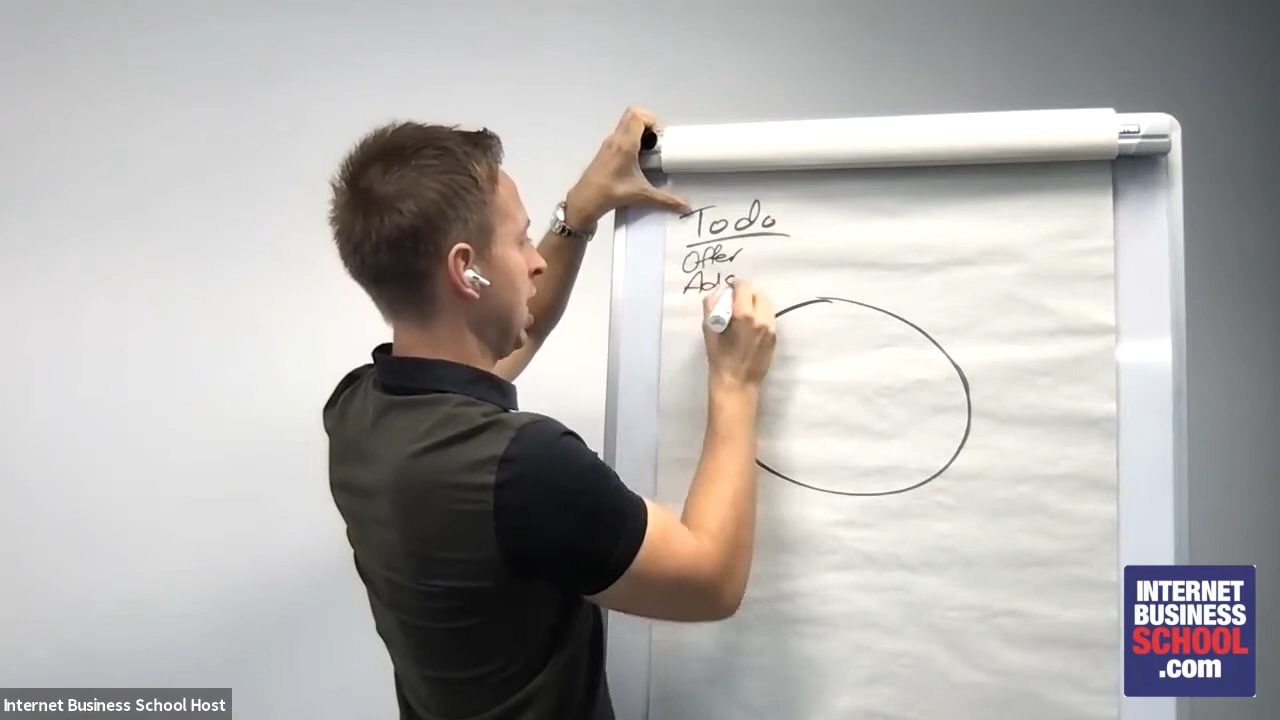 Todo
Offer
Ads
INTERNET
BUSINESS
SCHOOL
.com
Internet Business School Host